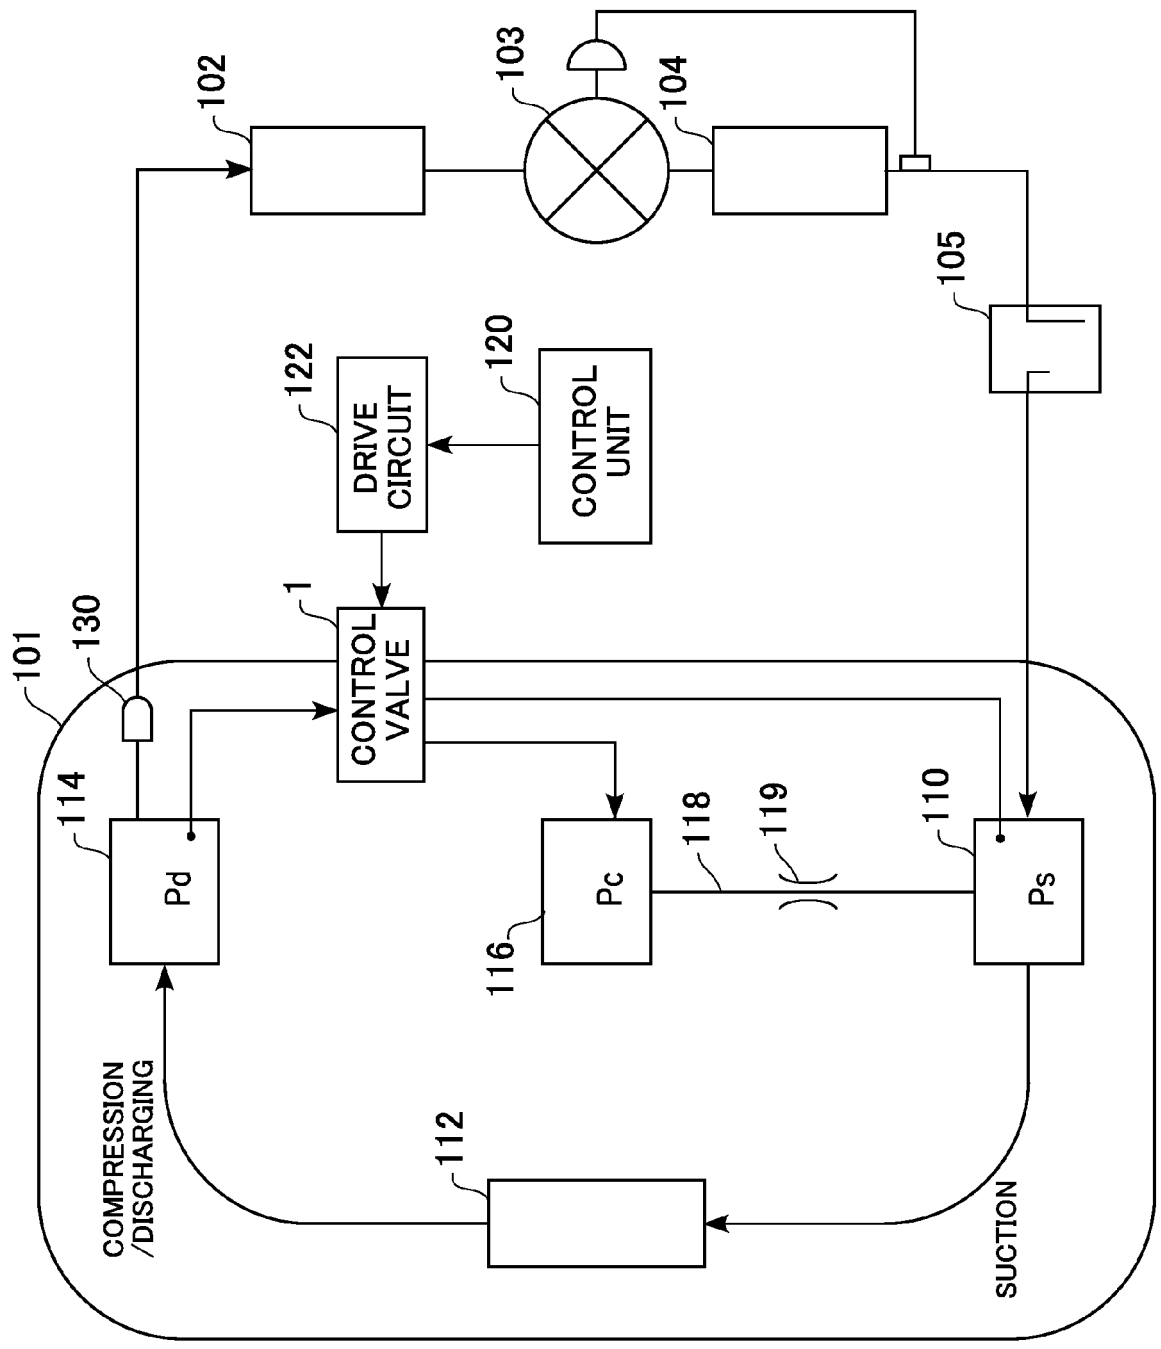 101
130
114
Pd
COMPRESSION
/DISCHARGING
102
122
DRIVE
CIRCUIT
1
CONTROL
VALVE
103
120
CONTROL
UNIT
116
Pc
112
104
118
119
105
110
Ps
SUCTION